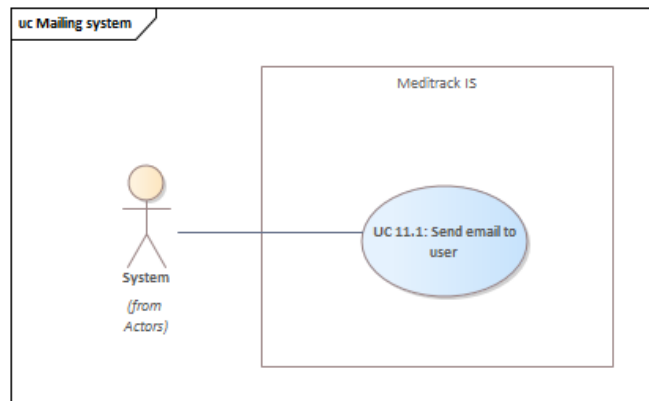 uc Mailing system
Meditrack IS
UC 11.1: Send email to
user
System
(from
Actors)